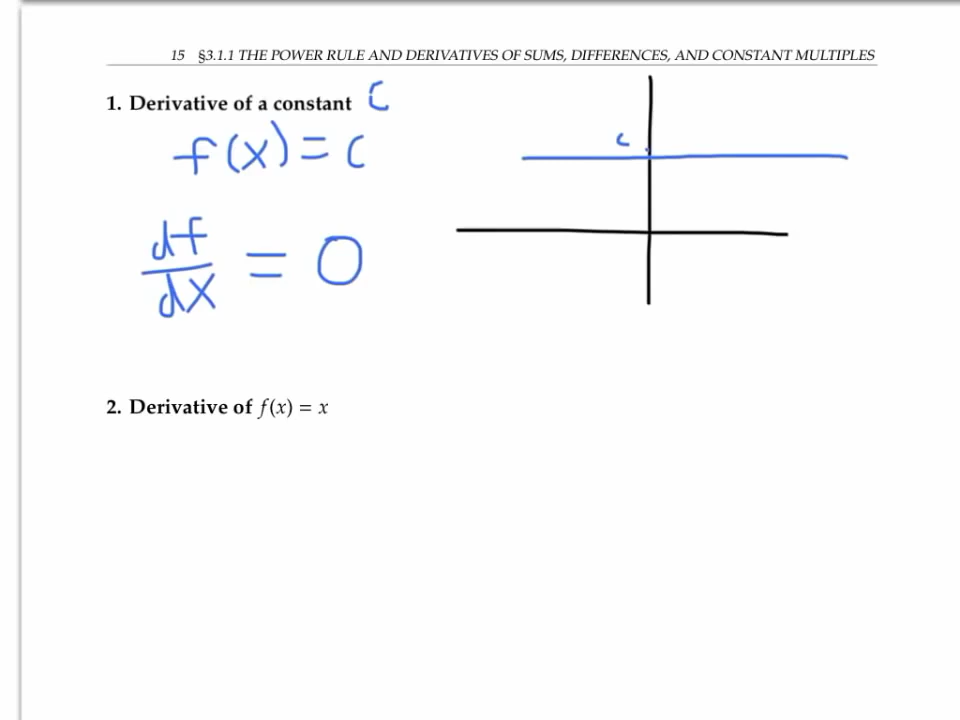 15 §3.1.1 THE POWER RULE AND DERIVATIVES OF SUMS, DIFFERENCES, AND CONSTANT MULTIPLES
1. Derivative of a constant C
f(x) = c
c
df/dx = 0
2. Derivative of f(x) = x